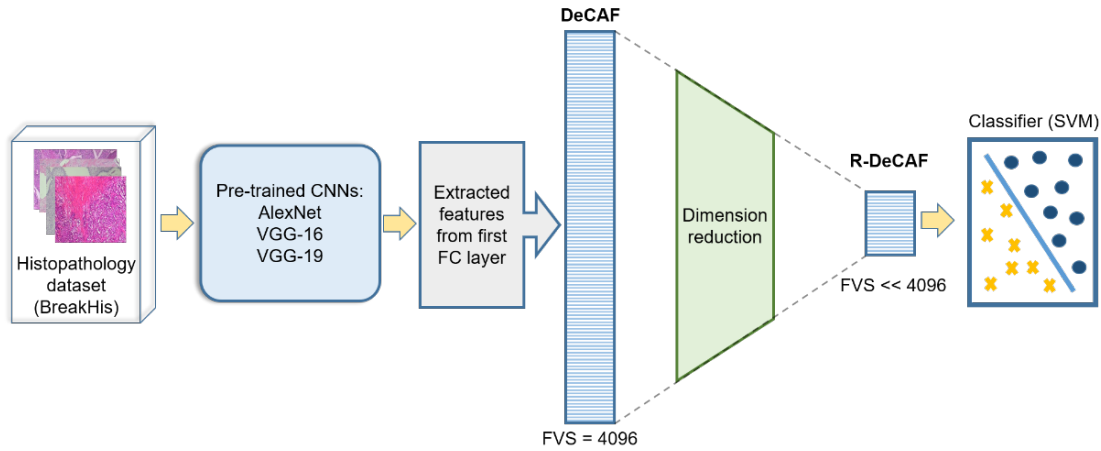 Histopathology
dataset
(BreakHis)
Pre-trained CNNs:
AlexNet
VGG-16
VGG-19
Extracted
features
from first
FC layer
DeCAF
FVS = 4096
Dimension
reduction
R-DeCAF
FVS << 4096
Classifier (SVM)